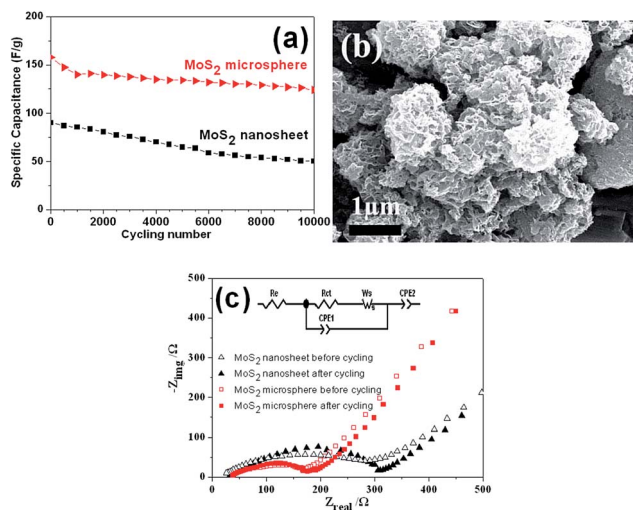 (a)
200
150
100
50
0
Specific Capacitance (F/g)
MoS2 microsphere
MoS2 nanosheet
0 2000 4000 6000 8000 10000
Cycling number
(b)
1μm
(c)
500
400
300
200
100
0
-Zimg/Ω
Re Rct Ws CPE2
CPE1
MoS2 nanosheet before cycling
MoS2 nanosheet after cycling
MoS2 microsphere before cycling
MoS2 microsphere after cycling
0 100 200 300 400 500
Zreal/Ω